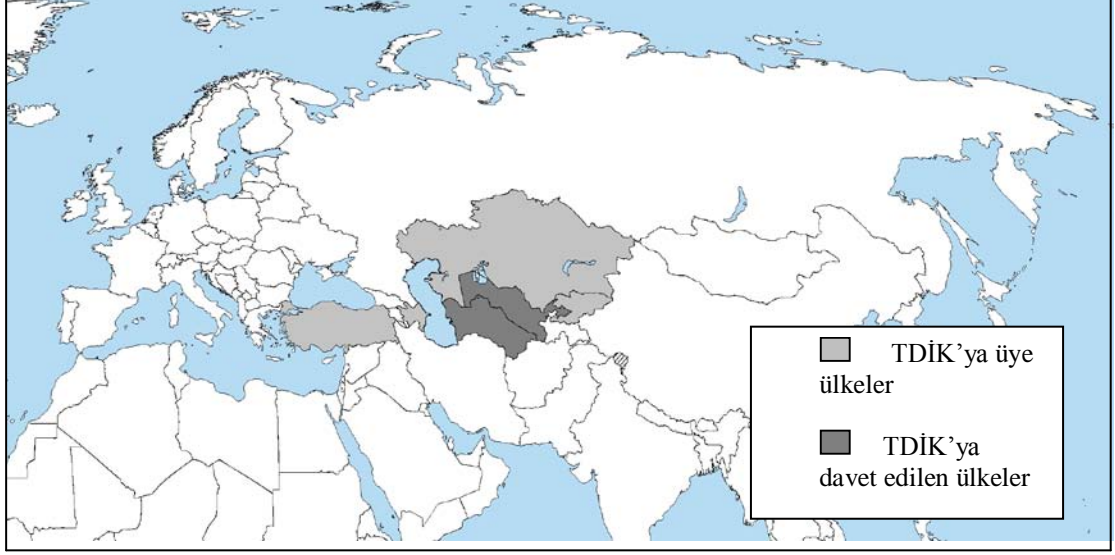 TDİK’ya üye
ülkeler
TDİK’ya
davet edilen ülkeler